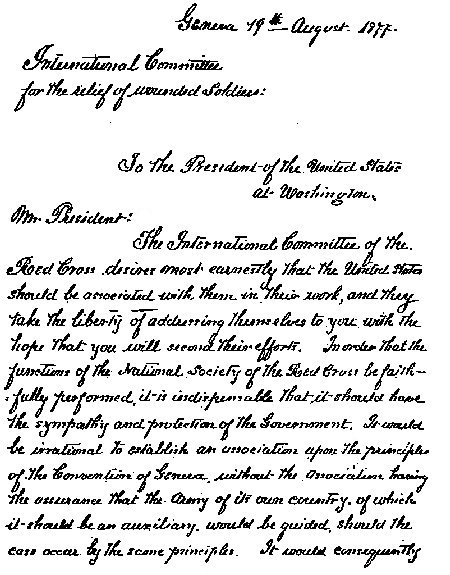 Geneva 19th August 1877.
International Committee
for the relief of wounded Soldiers:
To the President of the United States
at Washington.
Mr President:
The International Committee of the
Red Cross desires most earnestly that the United States
should be associated with them in their work, and they
take the liberty of addressing themselves to you, with the
hope that you will second their efforts. In order that the
functions of the National Society of the Red Cross be faith-
fully performed, it is indispensable that it should have
the sympathy and protection of the Government. It would
be irrational to establish an association upon the principles
of the Convention of Geneva, without the association having
the assurance that the Army of its own country, of which
it should be an auxiliary, would be guided, should the
case occur by the same principles. It would consequently